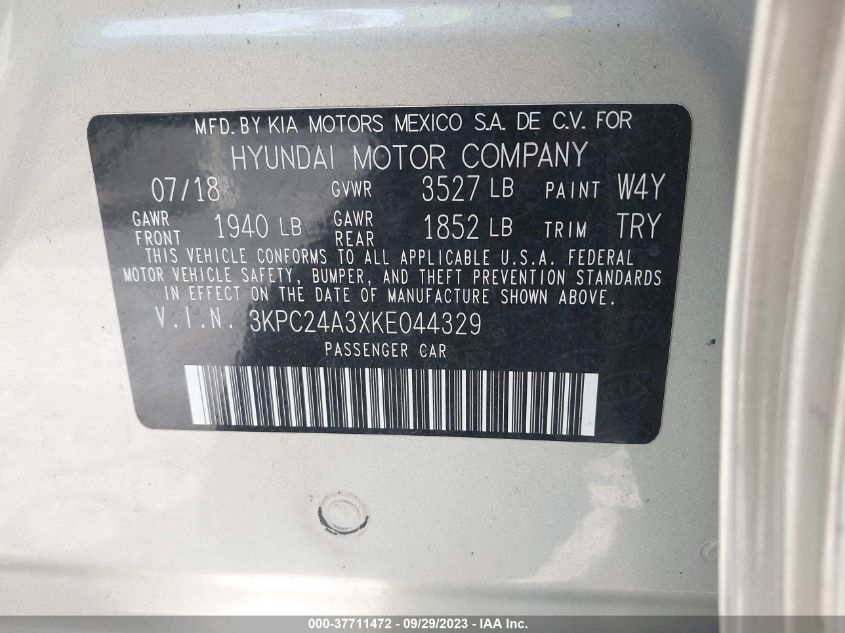 MFD. BY KIA MOTORS MEXICO S.A. DE C.V. FOR
HYUNDAI MOTOR COMPANY
07/18 GVWR 3527 LB PAINT W4Y
GAWR FRONT 1940 LB GAWR REAR 1852 LB TRIM TRY
THIS VEHICLE CONFORMS TO ALL APPLICABLE U.S.A. FEDERAL
MOTOR VEHICLE SAFETY, BUMPER, AND THEFT PREVENTION STANDARDS
IN EFFECT ON THE DATE OF MANUFACTURE SHOWN ABOVE.
V.I.N. 3KPC24A3XKE044329
PASSENGER CAR
000-37711472 - 09/29/2023 - IAA Inc.